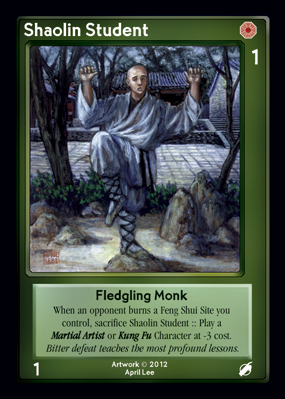 Shaolin Student
1
Fledgling Monk
When an opponent burns a Feng Shui Site you
control, sacrifice Shaolin Student :: Play a
Martial Artist or Kung Fu Character at -3 cost.
Bitter defeat teaches the most profound lessons.
1
Artwork © 2012
April Lee